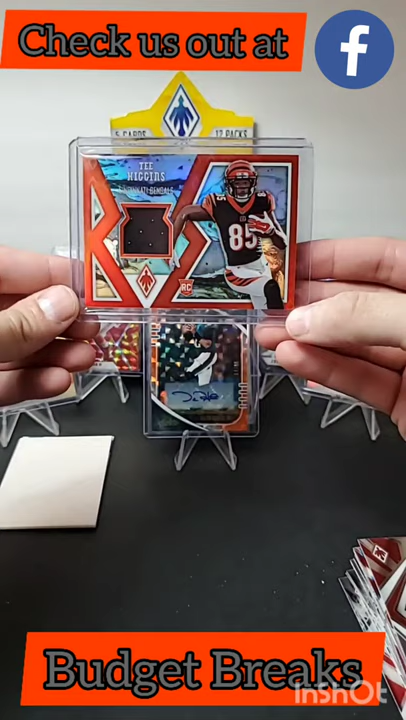 Check us out at
f
5 CARDS
12 PACKS
TEE
HIGGINS
CINCINNATI BENGALS
85
RC
Budget Breaks
InShOt